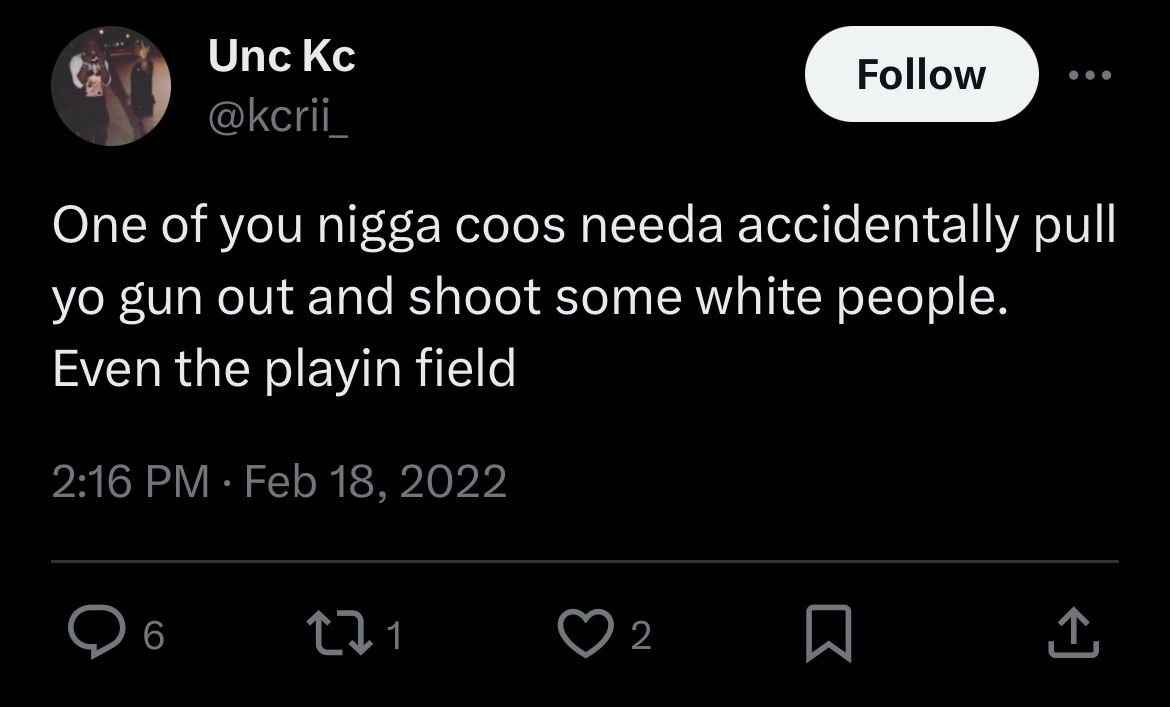 Unc Kc
@kcrii_
Follow
One of you nigga coos needa accidentally pull
yo gun out and shoot some white people.
Even the playin field
2:16 PM · Feb 18, 2022
6
1
2